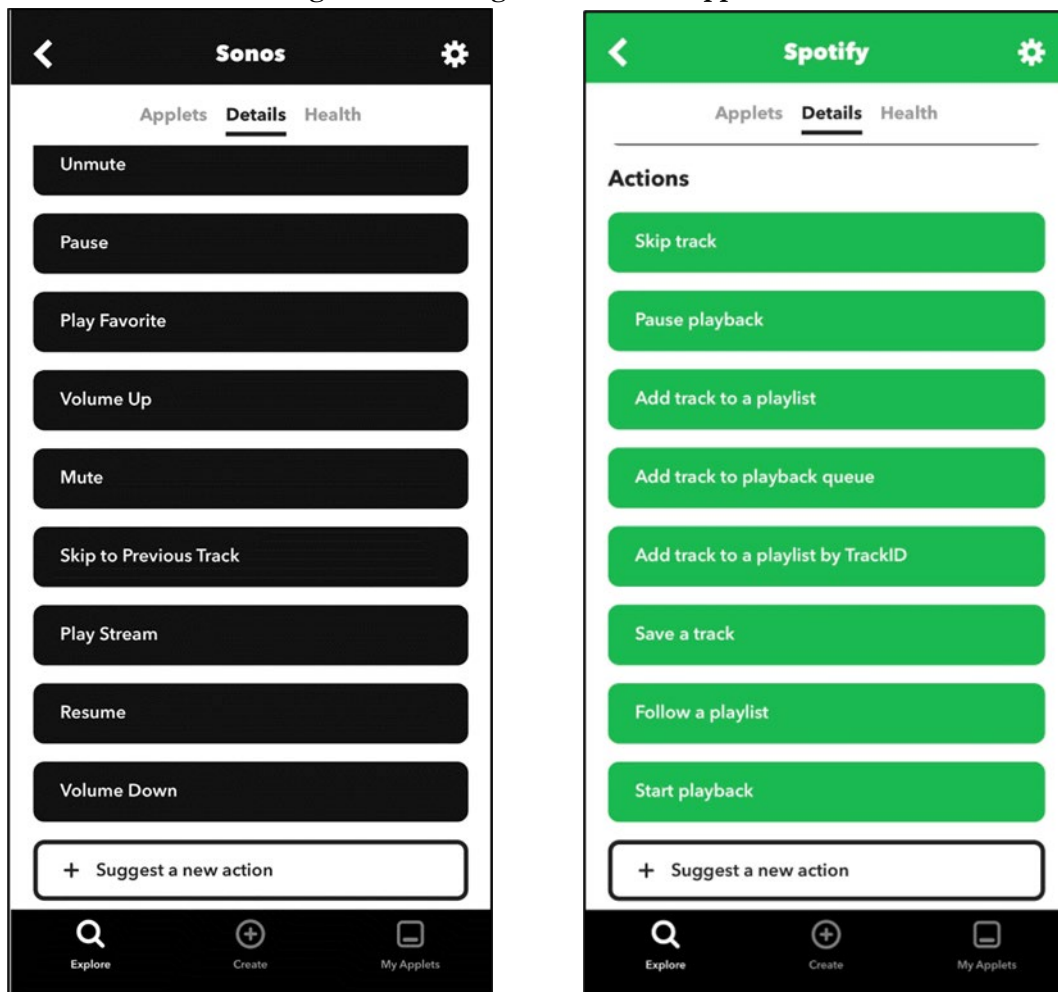 Sonos
Applets Details Health
Unmute
Pause
Play Favorite
Volume Up
Mute
Skip to Previous Track
Play Stream
Resume
Volume Down
+ Suggest a new action
Explore Create My Applets
Spotify
Applets Details Health
Actions
Skip track
Pause playback
Add track to a playlist
Add track to playback queue
Add track to a playlist by TrackID
Save a track
Follow a playlist
Start playback
+ Suggest a new action
Explore Create My Applets